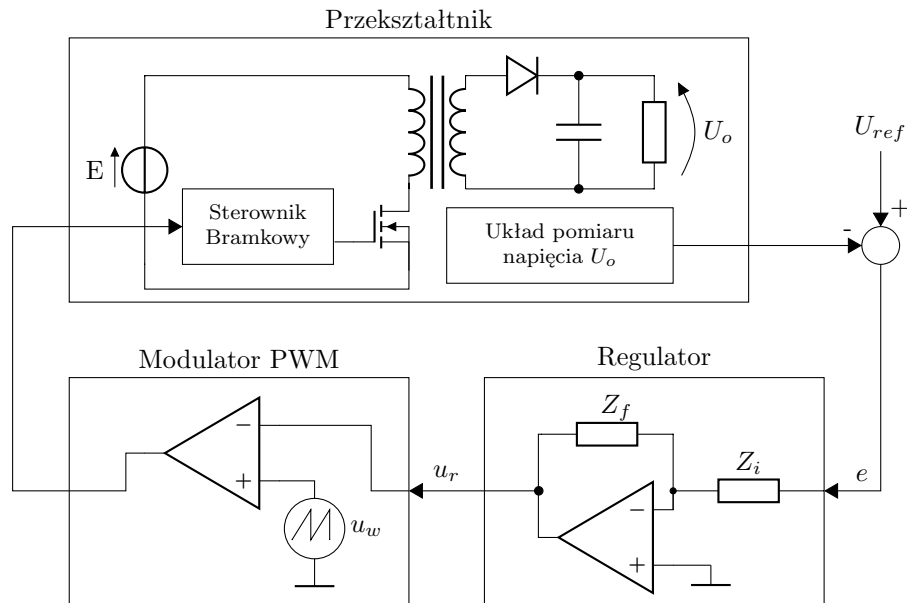 Przekształtnik
E
Sterownik
Bramkowy
U_o
Układ pomiaru
napięcia U_o
U_ref
+
-
Modulator PWM
Regulator
−
+
u_w
u_r
Z_f
Z_i
e
−
+